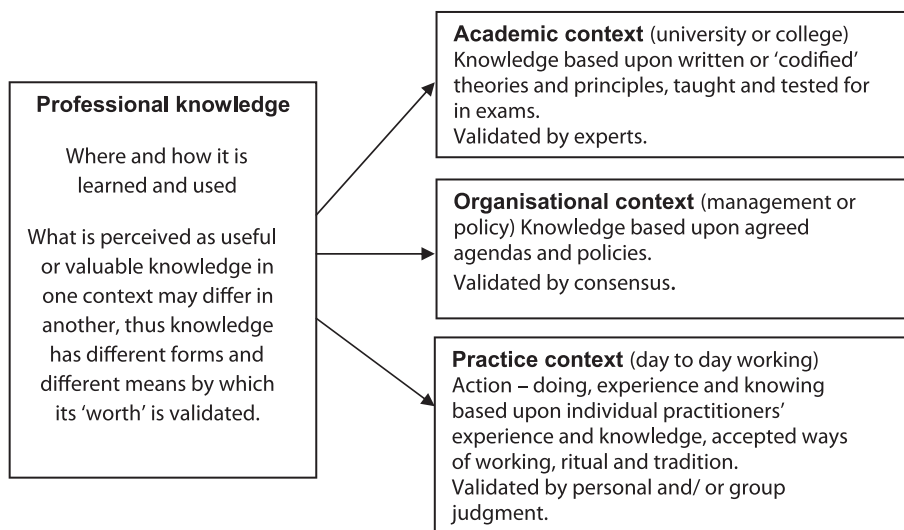 Professional knowledge
Where and how it is
learned and used
What is perceived as useful
or valuable knowledge in
one context may differ in
another, thus knowledge
has different forms and
different means by which
its ‘worth’ is validated.
Academic context (university or college)
Knowledge based upon written or ‘codified’
theories and principles, taught and tested for
in exams.
Validated by experts.
Organisational context (management or
policy) Knowledge based upon agreed
agendas and policies.
Validated by consensus.
Practice context (day to day working)
Action – doing, experience and knowing
based upon individual practitioners’
experience and knowledge, accepted ways
of working, ritual and tradition.
Validated by personal and/ or group
judgment.